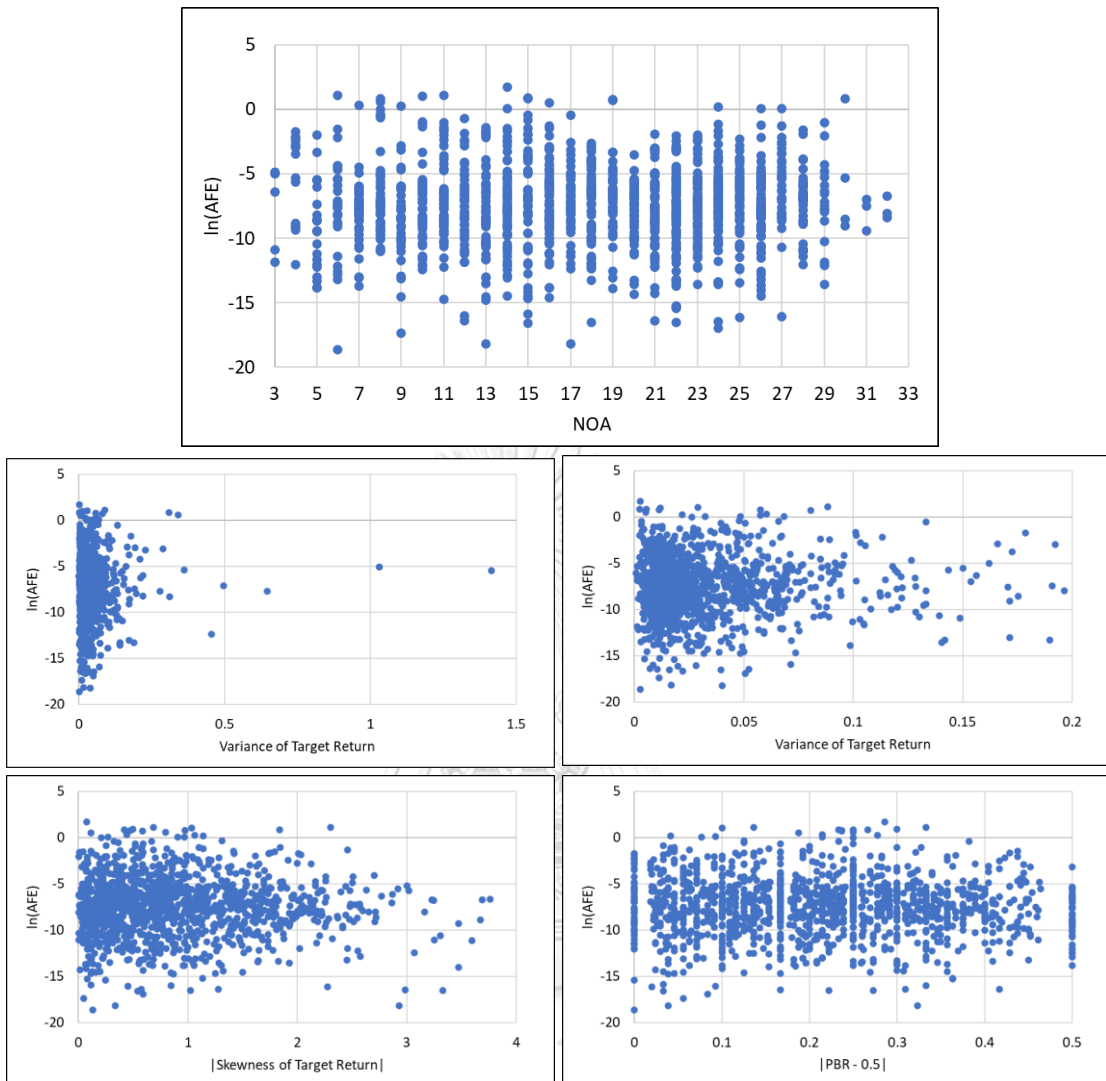 5
0
-5
-10
-15
-20
ln(AFE)
3 5 7 9 11 13 15 17 19 21 23 25 27 29 31 33
NOA
5
0
-5
-10
-15
-20
ln(AFE)
0 0.5 1 1.5
Variance of Target Return
5
0
-5
-10
-15
-20
ln(AFE)
0 0.05 0.1 0.15 0.2
Variance of Target Return
5
0
-5
-10
-15
-20
ln(AFE)
0 1 2 3 4
|Skewness of Target Return|
5
0
-5
-10
-15
-20
ln(AFE)
0 0.1 0.2 0.3 0.4 0.5
|PBR - 0.5|